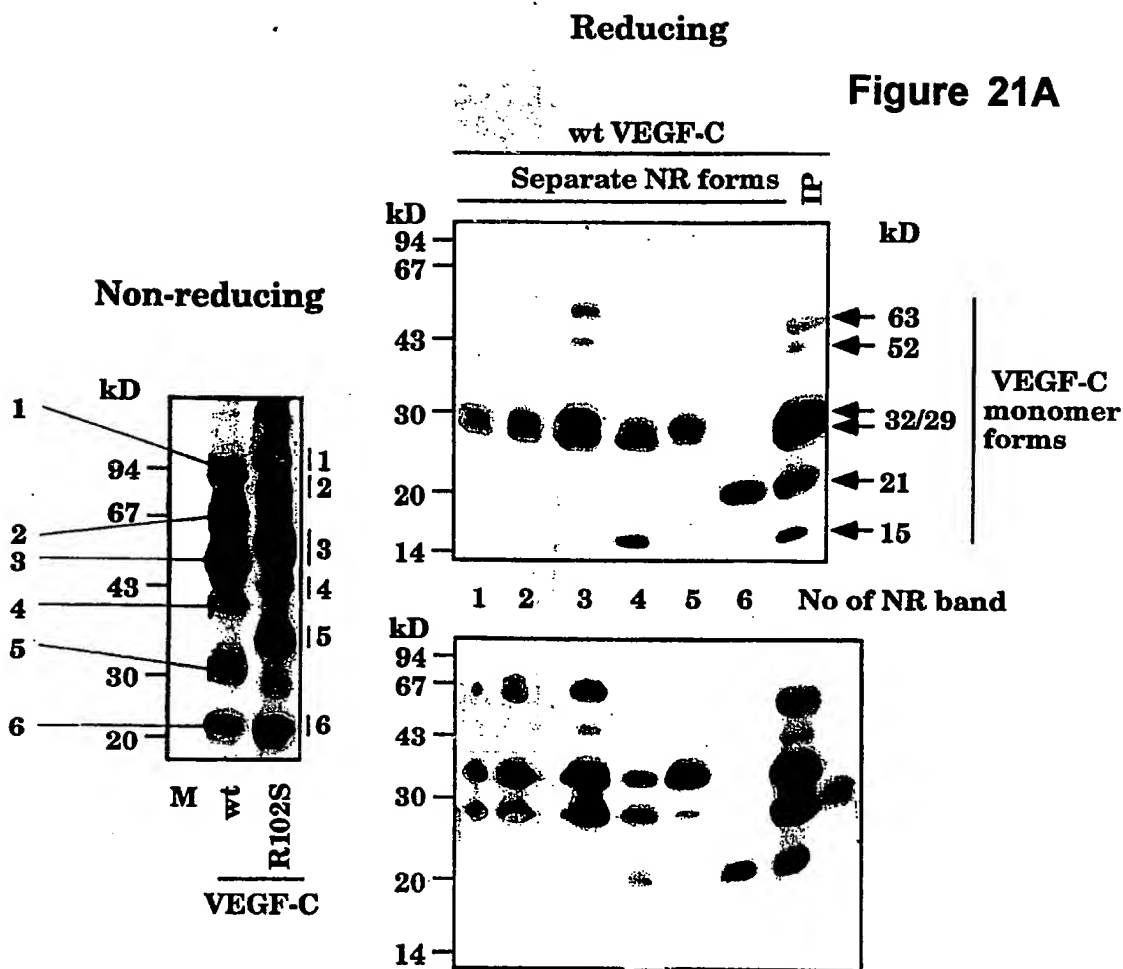 Reducing
Figure 21A
wt VEGF-C
Separate NR forms
IP
kD
94
67
43
30
20
14
kD
63
52
32/29
21
15
VEGF-C
monomer
forms
1 2 3 4 5 6 No of NR band
kD
94
67
43
30
20
14
Non-reducing
kD
94
67
43
30
20
1
2
3
4
5
6
1
2
3
4
5
6
M
wt
R102S
VEGF-C